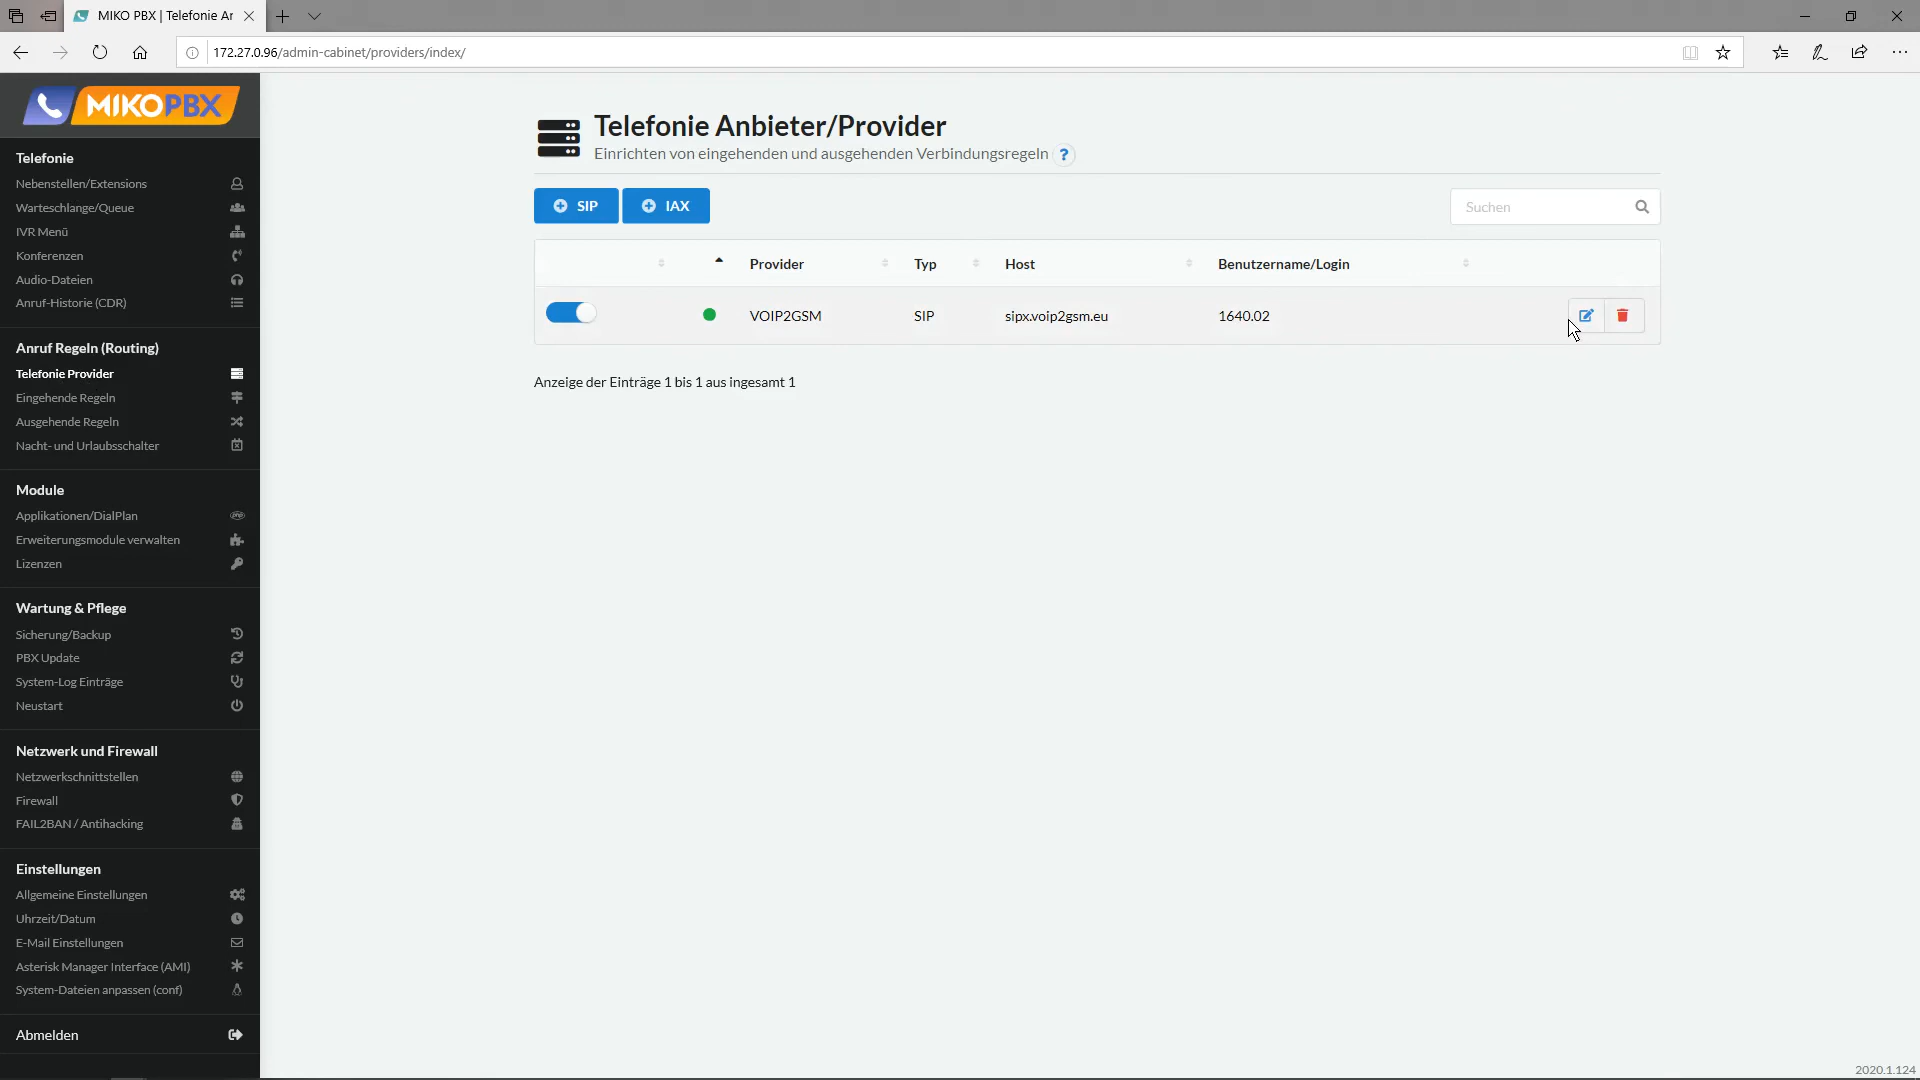 MIKO PBX | Telefonie Ar
172.27.0.96/admin-cabinet/providers/index/
MIKOPBX
Telefonie
Nebenstellen/Extensions
Warteschlange/Queue
IVR Menü
Konferenzen
Audio-Dateien
Anruf-Historie (CDR)
Anruf Regeln (Routing)
Telefonie Provider
Eingehende Regeln
Ausgehende Regeln
Nacht- und Urlaubsschalter
Module
Applikationen/DialPlan
php
Erweiterungsmodule verwalten
Lizenzen
Wartung & Pflege
Sicherung/Backup
PBX Update
System-Log Einträge
Neustart
Netzwerk und Firewall
Netzwerkschnittstellen
Firewall
FAIL2BAN / Antihacking
Einstellungen
Allgemeine Einstellungen
Uhrzeit/Datum
E-Mail Einstellungen
Asterisk Manager Interface (AMI)
System-Dateien anpassen (conf)
Abmelden
Telefonie Anbieter/Provider
Einrichten von eingehenden und ausgehenden Verbindungsregeln ?
SIP IAX
Suchen
Provider Typ Host Benutzername/Login
VOIP2GSM SIP sipx.voip2gsm.eu 1640.02
Anzeige der Einträge 1 bis 1 aus ingesamt 1
2020.1.124